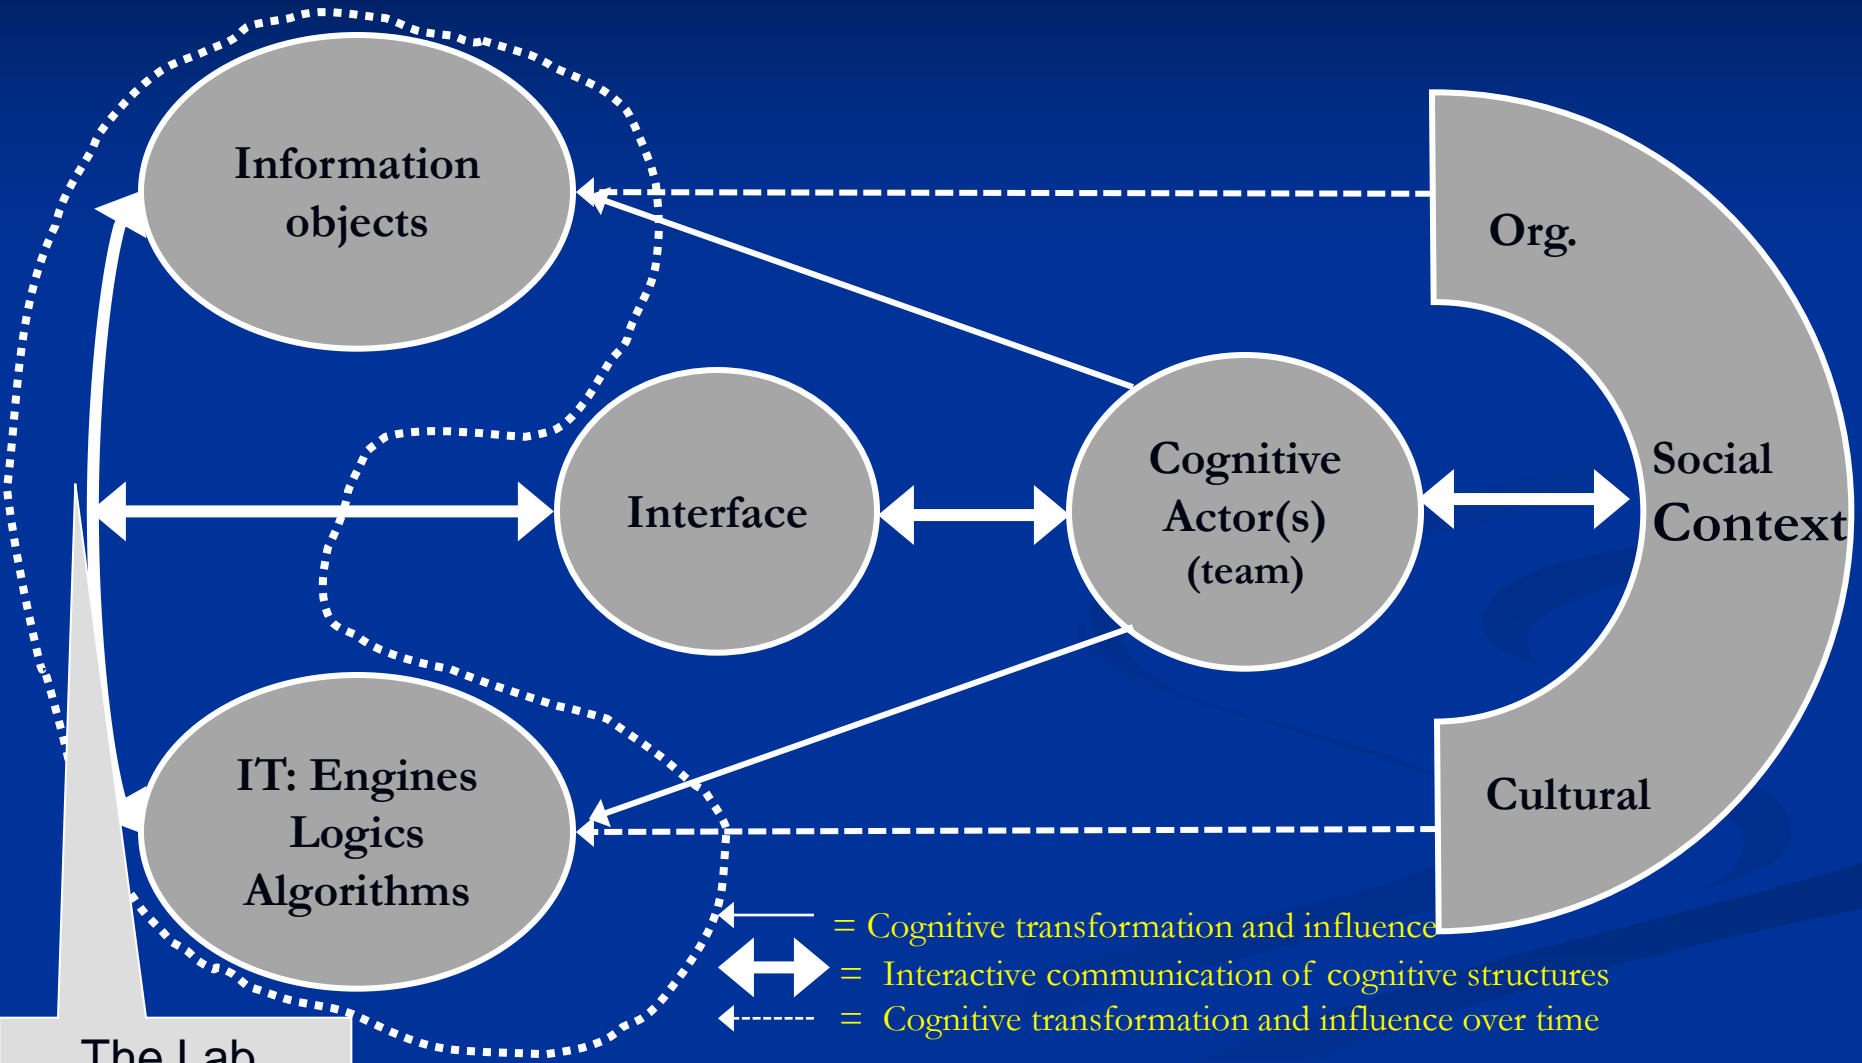 Information
objects
Org.
Interface
Cognitive
Actor(s)
(team)
Social
Context
IT: Engines
Logics
Algorithms
Cultural
= Cognitive transformation and influence
= Interactive communication of cognitive structures
= Cognitive transformation and influence over time
The Lab